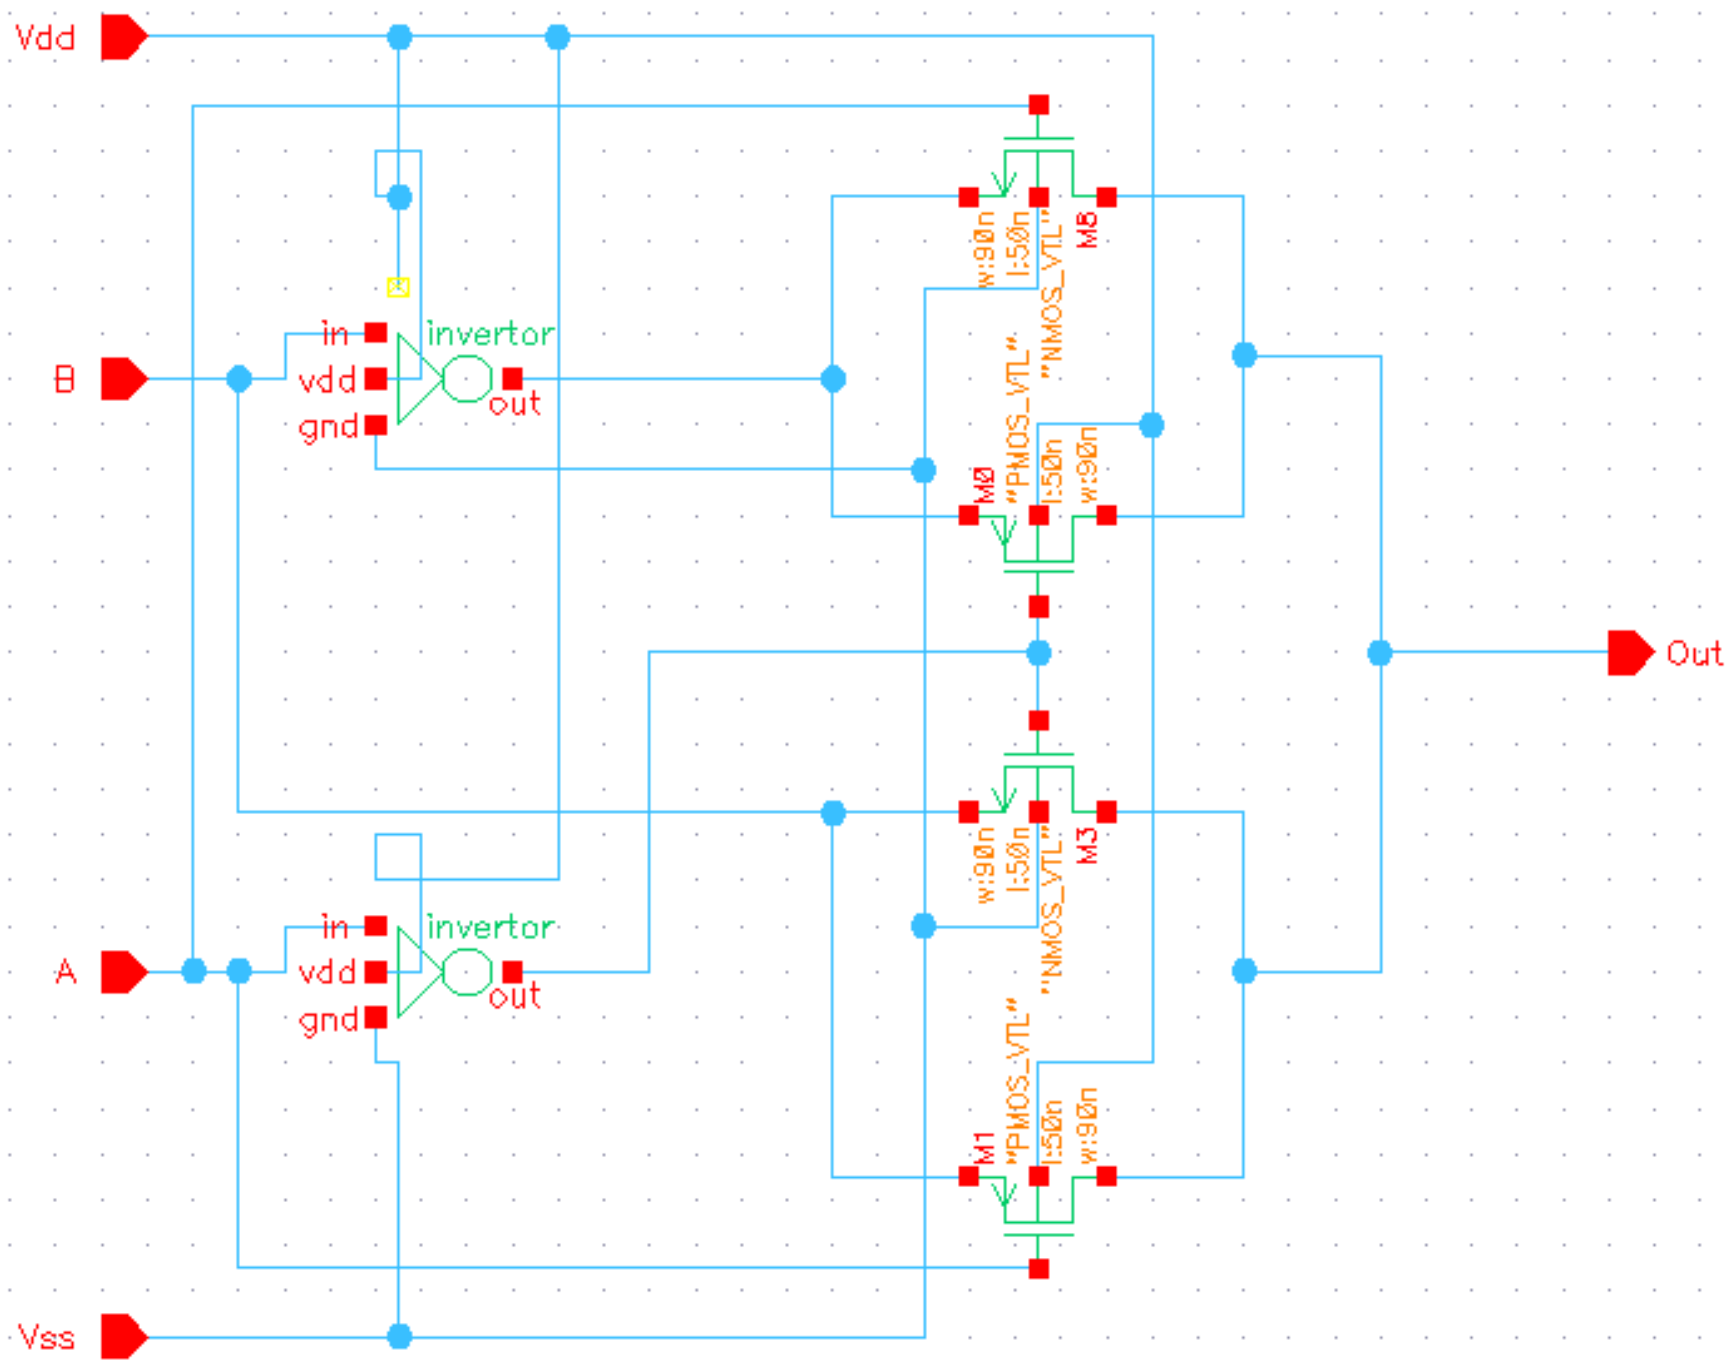 Vdd
w:90n
l:50n
"NMOS_VTL"
M8
in
invertor
B
vdd
out
gnd
M0
"PMOS_VTL"
l:50n
w:90n
Out
w:90n
l:50n
"NMOS_VTL"
M3
in
invertor
A
vdd
out
gnd
M1
"PMOS_VTL"
l:50n
w:90n
Vss